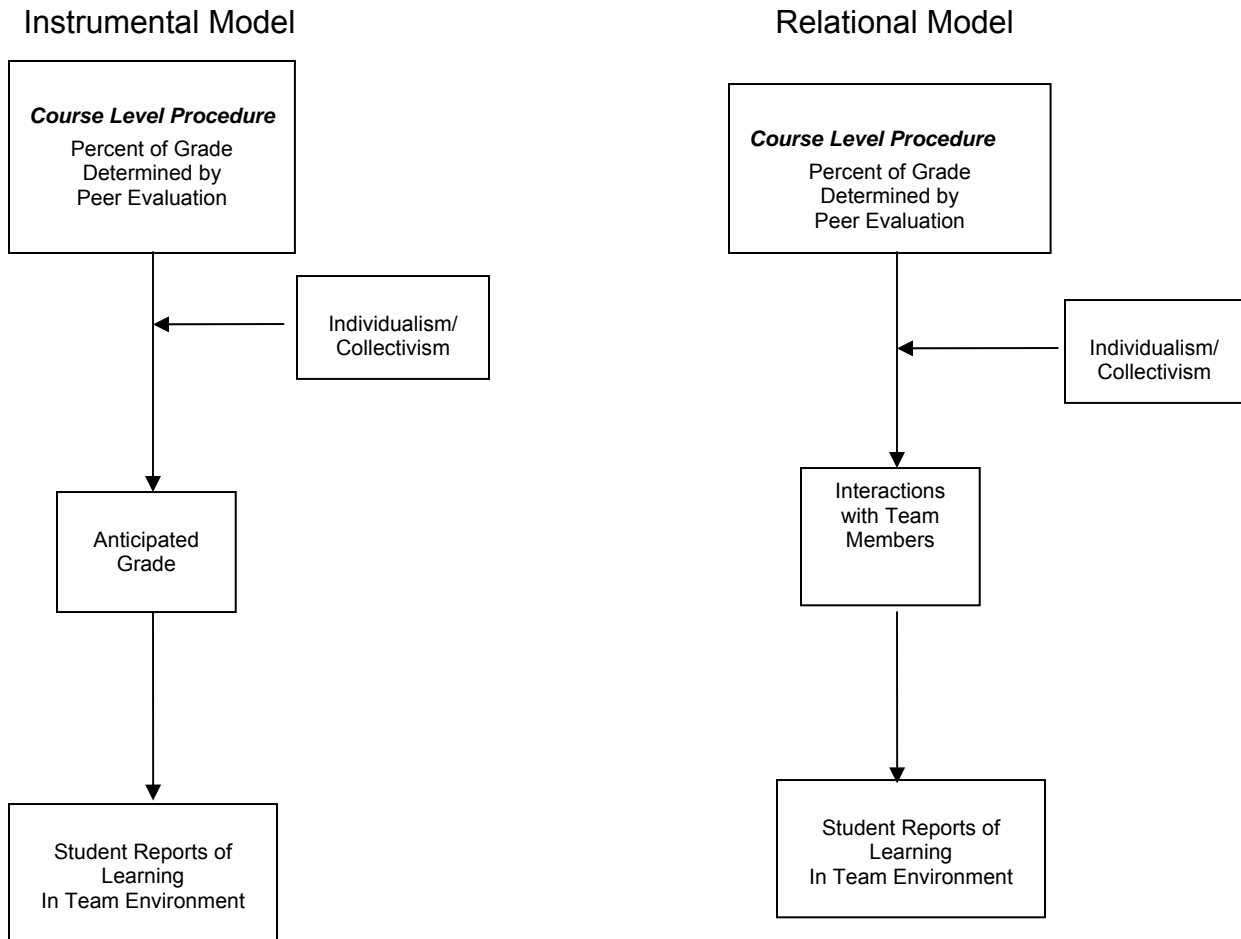 Instrumental Model
Course Level Procedure
Percent of Grade
Determined by
Peer Evaluation
Individualism/
Collectivism
Anticipated
Grade
Student Reports of
Learning
In Team Environment
Relational Model
Course Level Procedure
Percent of Grade
Determined by
Peer Evaluation
Individualism/
Collectivism
Interactions
with Team
Members
Student Reports of
Learning
In Team Environment